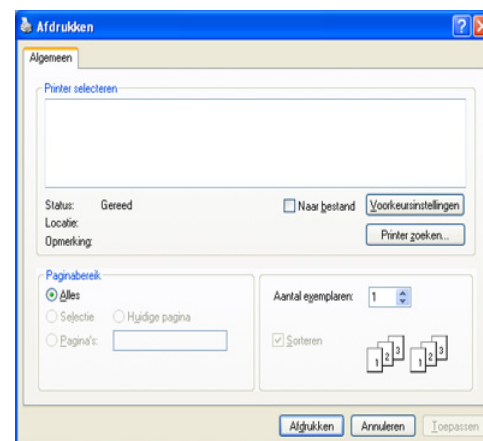 Afdrukken
Algemeen
Printer selecteren
Status: Gereed
Naar bestand
Voorkeursinstellingen
Locatie:
Opmerking:
Printer zoeken...
Paginabereik
Alles
Selectie
Huidige pagina
Pagina's:
Aantal exemplaren: 1
Sorteren
1 2 3 1 2 3
Afdrukken Annuleren Toepassen